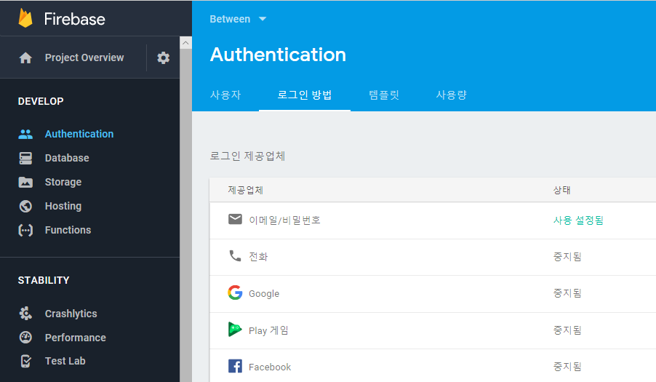 Firebase
Project Overview
DEVELOP
Authentication
Database
Storage
Hosting
Functions
STABILITY
Crashlytics
Performance
Test Lab
Between
Authentication
사용자 로그인 방법 템플릿 사용량
로그인 제공업체
제공업체 상태
이메일/비밀번호 사용 설정됨
전화 중지됨
Google 중지됨
Play 게임 중지됨
Facebook 중지됨